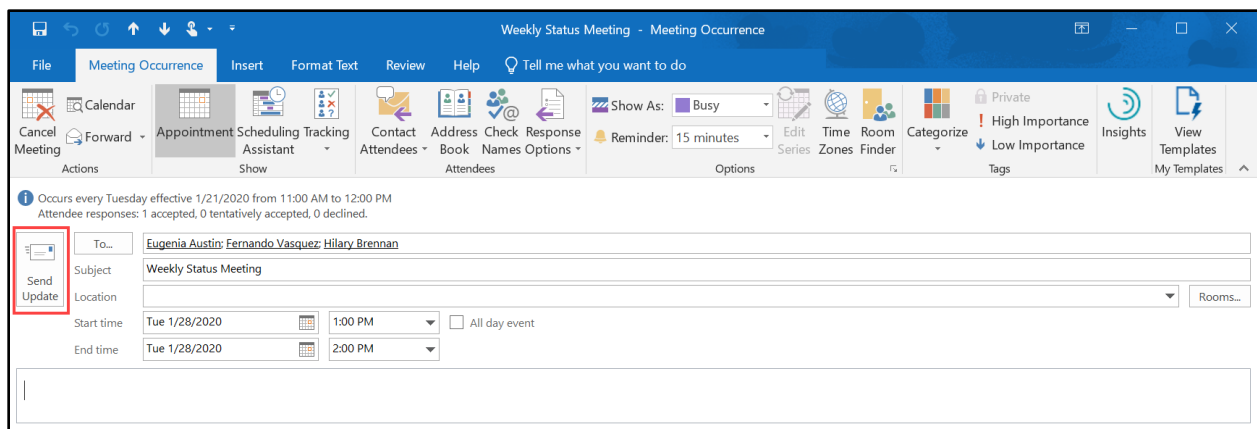 Weekly Status Meeting - Meeting Occurrence
File Meeting Occurrence Insert Format Text Review Help Tell me what you want to do
Cancel Meeting
Calendar
Forward
Actions
Appointment
Scheduling Assistant
Tracking
Show
Contact Attendees
Address Book
Check Names
Response Options
Attendees
Show As: Busy
Reminder: 15 minutes
Edit Series
Time Zones
Room Finder
Options
Categorize
Private
High Importance
Low Importance
Tags
Insights
View Templates
My Templates
Occurs every Tuesday effective 1/21/2020 from 11:00 AM to 12:00 PM
Attendee responses: 1 accepted, 0 tentatively accepted, 0 declined.
Send Update
To... Eugenia Austin; Fernando Vasquez; Hilary Brennan
Subject Weekly Status Meeting
Location Rooms...
Start time Tue 1/28/2020 1:00 PM All day event
End time Tue 1/28/2020 2:00 PM